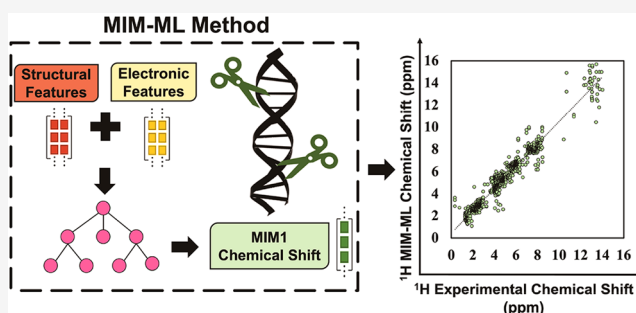 MIM-ML Method
Structural
Features
Electronic
Features
MIM1
Chemical Shift
¹H MIM-ML Chemical Shift (ppm)
16
14
12
10
8
6
4
2
0
0 2 4 6 8 10 12 14 16
¹H Experimental Chemical Shift
(ppm)